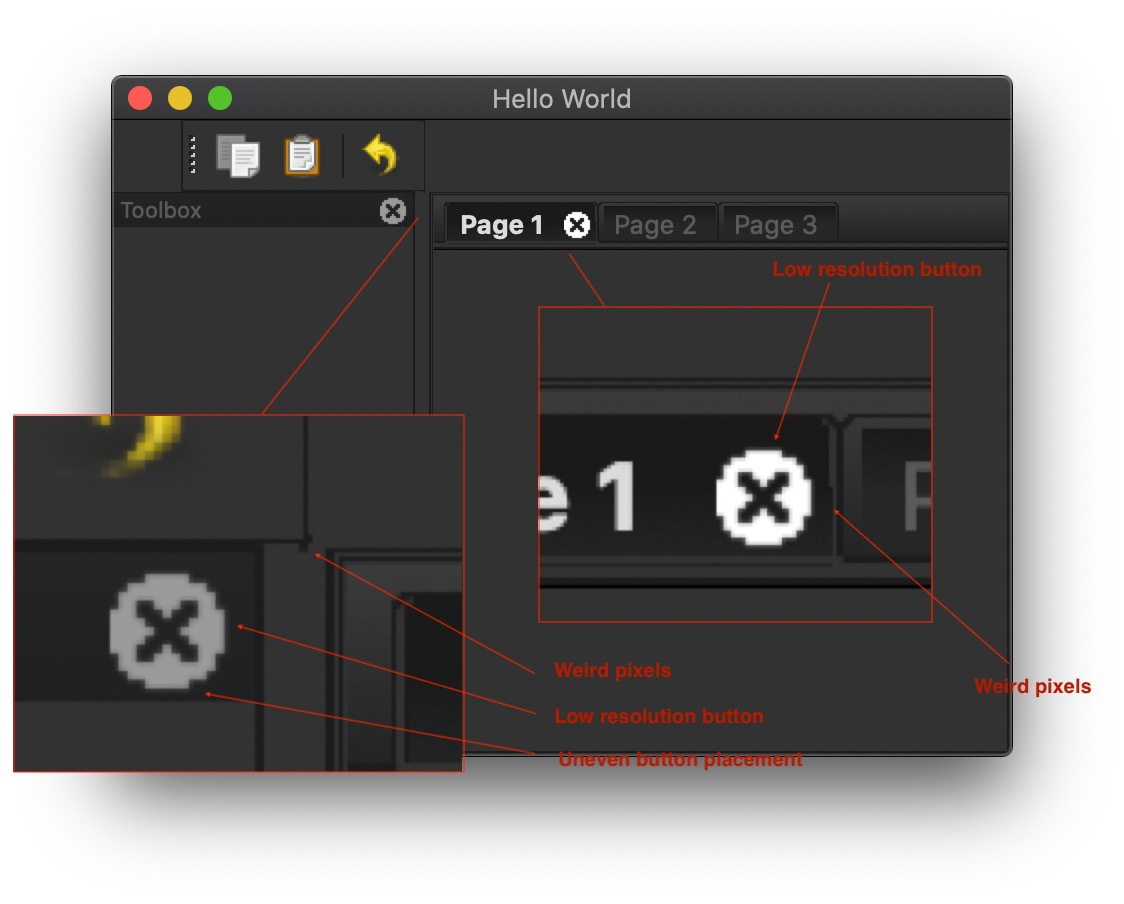 Hello World
Toolbox
Page 1
Page 2
Page 3
Low resolution button
e 1
Weird pixels
Weird pixels
Low resolution button
Uneven button placement